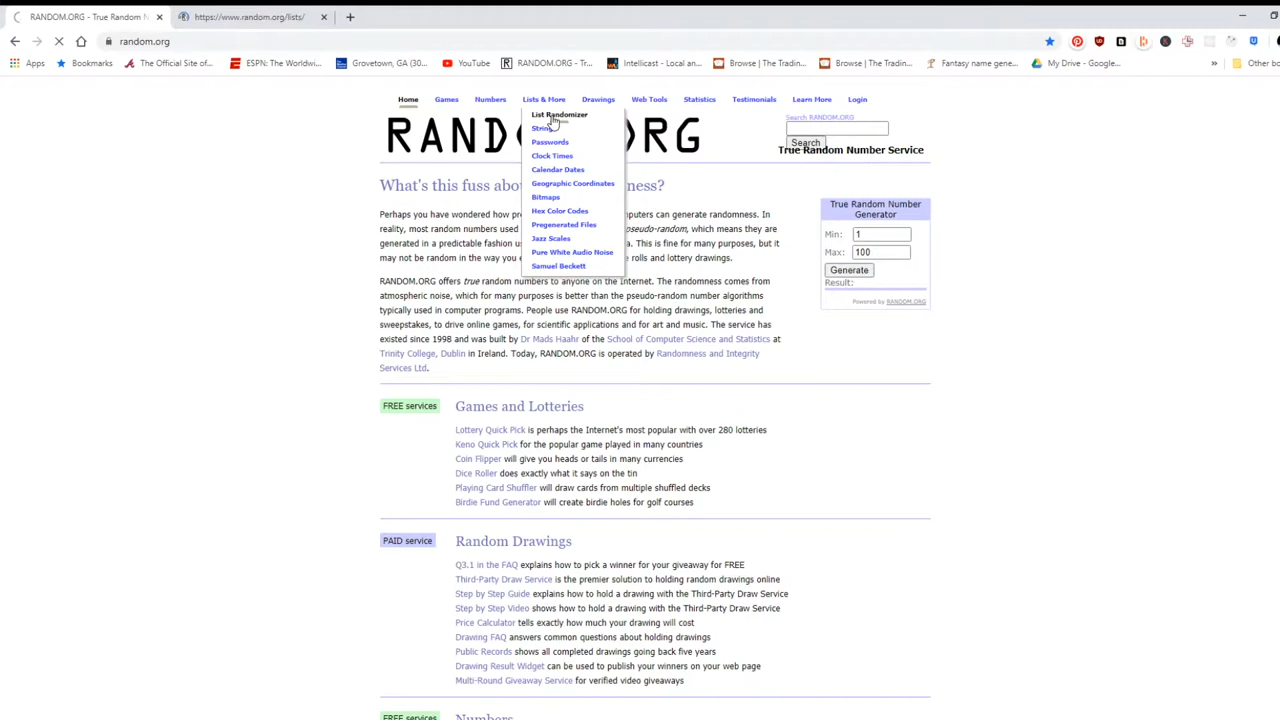 RANDOM.ORG - True Random N
https://www.random.org/lists/
random.org
Apps
Bookmarks
The Official Site of...
ESPN: The Worldwi...
Grovetown, GA (30...
YouTube
RANDOM.ORG - Tr...
Intellicast - Local an...
Browse | The Tradin...
Browse | The Tradin...
Fantasy name gene...
My Drive - Google...
»
Other bo
Home
Games
Numbers
Lists & More
Drawings
Web Tools
Statistics
Testimonials
Learn More
Login
List Randomizer
String
Passwords
Clock Times
Calendar Dates
Geographic Coordinates
Bitmaps
Hex Color Codes
Pregenerated Files
Jazz Scales
Pure White Audio Noise
Samuel Beckett
Search RANDOM.ORG
Search
True Random Number Service
What's this fuss abo ness?
Perhaps you have wondered how pre puters can generate randomness. In
reality, most random numbers used pseudo-random, which means they are
generated in a predictable fashion u This is fine for many purposes, but it
may not be random in the way you e rolls and lottery drawings.
RANDOM.ORG offers true random numbers to anyone on the Internet. The randomness comes from
atmospheric noise, which for many purposes is better than the pseudo-random number algorithms
typically used in computer programs. People use RANDOM.ORG for holding drawings, lotteries and
sweepstakes, to drive online games, for scientific applications and for art and music. The service has
existed since 1998 and was built by Dr Mads Haahr of the School of Computer Science and Statistics at
Trinity College, Dublin in Ireland. Today, RANDOM.ORG is operated by Randomness and Integrity
Services Ltd.
True Random Number
Generator
Min: 1
Max: 100
Generate
Result:
Powered by RANDOM.ORG
FREE services
Games and Lotteries
Lottery Quick Pick is perhaps the Internet's most popular with over 280 lotteries
Keno Quick Pick for the popular game played in many countries
Coin Flipper will give you heads or tails in many currencies
Dice Roller does exactly what it says on the tin
Playing Card Shuffler will draw cards from multiple shuffled decks
Birdie Fund Generator will create birdie holes for golf courses
PAID service
Random Drawings
Q3.1 in the FAQ explains how to pick a winner for your giveaway for FREE
Third-Party Draw Service is the premier solution to holding random drawings online
Step by Step Guide explains how to hold a drawing with the Third-Party Draw Service
Step by Step Video shows how to hold a drawing with the Third-Party Draw Service
Price Calculator tells exactly how much your drawing will cost
Drawing FAQ answers common questions about holding drawings
Public Records shows all completed drawings going back five years
Drawing Result Widget can be used to publish your winners on your web page
Multi-Round Giveaway Service for verified video giveaways
FREE services
Numbers